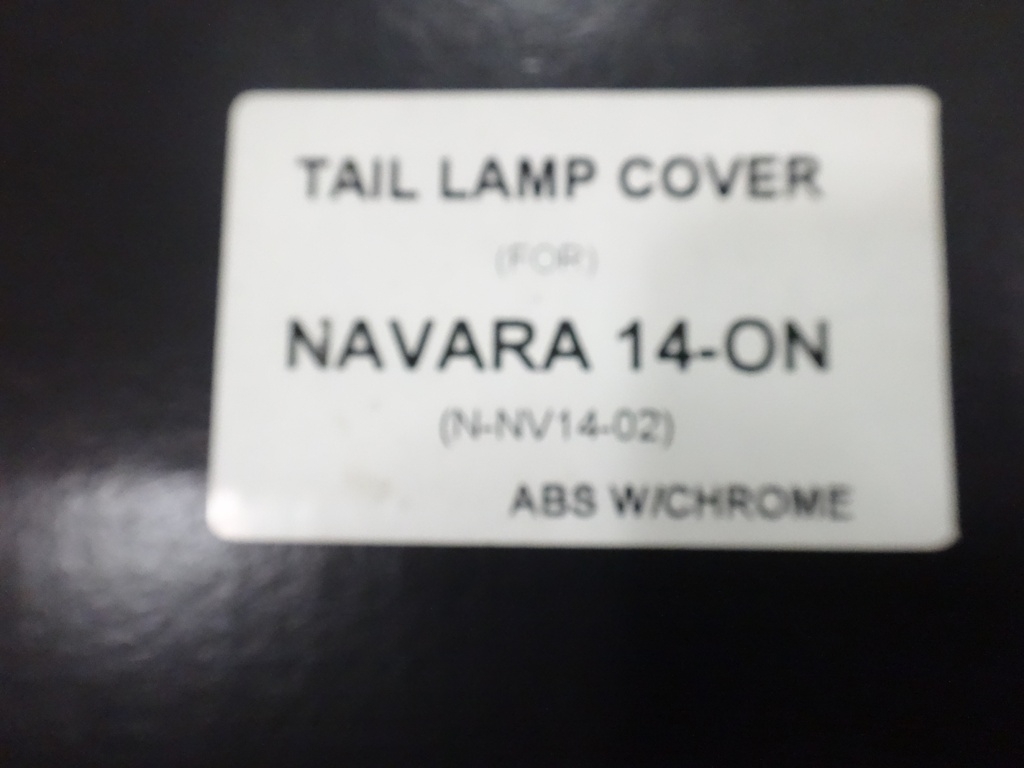 TAIL LAMP COVER
(FOR)
NAVARA 14-ON
(N-NV14-02)
ABS W/CHROME